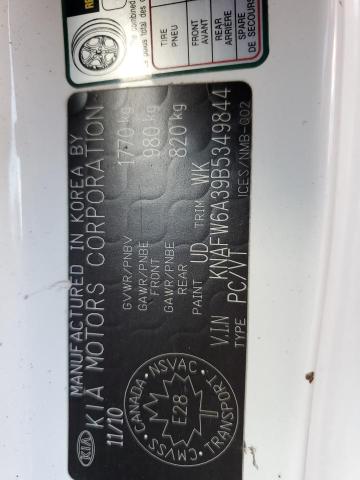 TIRE
PNEU
FRONT
AVANT
REAR
ARRIÈRE
SPARE
DE SECOURS
KIA
MANUFACTURED IN KOREA BY
KIA MOTORS CORPORATION
11/10
GVWR/PNBV 1710 kg
GAWR/PNBE
FRONT 980 kg
GAWR/PNBE
REAR 820 kg
PAINT UD TRIM WK
V.I.N KNAFW6A39B5349844
TYPE PC/VT ICES/NMB-002
CANADA NSVAC
CMVSS TRANSPORT
E28